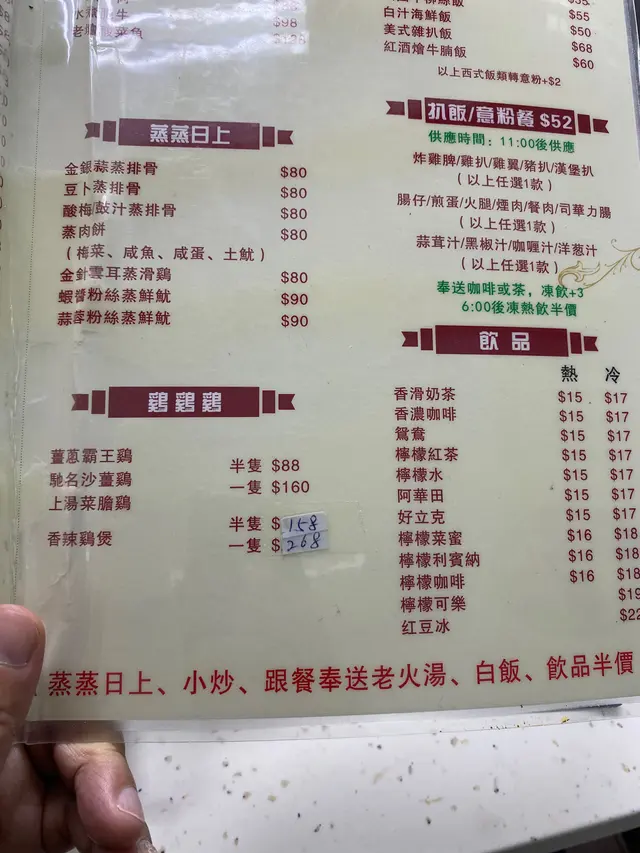 $98
蒸蒸日上
金銀蒜蒸排骨 $80
豆卜蒸排骨 $80
酸梅/豉汁蒸排骨 $80
蒸肉餅 $80
（梅菜、咸魚、咸蛋、土魷）
金針雲耳蒸滑鷄 $80
蝦醬粉絲蒸鮮魷 $90
蒜蓉粉絲蒸鮮魷 $90
鷄鷄鷄
薑蔥霸王鷄
馳名沙薑鷄
上湯菜膽鷄
半隻 $88
一隻 $160
香辣鷄煲
半隻 $158
一隻 $268
白汁海鮮飯 $55
美式雜扒飯 $50
紅酒燴牛腩飯 $68
$60
以上西式飯類轉意粉+$2
扒飯/意粉餐 $52
供應時間：11:00後供應
炸雞脾/雞扒/雞翼/豬扒/漢堡扒
（以上任選1款）
腸仔/煎蛋/火腿/煙肉/餐肉/司華力腸
（以上任選1款）
蒜茸汁/黑椒汁/咖喱汁/洋葱汁
（以上任選1款）
奉送咖啡或茶，凍飲+3
6:00後凍熱飲半價
飲品
熱 冷
香滑奶茶 $15 $17
香濃咖啡 $15 $17
鴛鴦 $15 $17
檸檬紅茶 $15 $17
檸檬水 $15 $17
阿華田 $15 $17
好立克 $15 $17
檸檬菜蜜 $16 $18
檸檬利賓納 $16 $18
檸檬咖啡 $16 $18
檸檬可樂
红豆冰 $22
蒸蒸日上、小炒、跟餐奉送老火湯、白飯、飲品半價